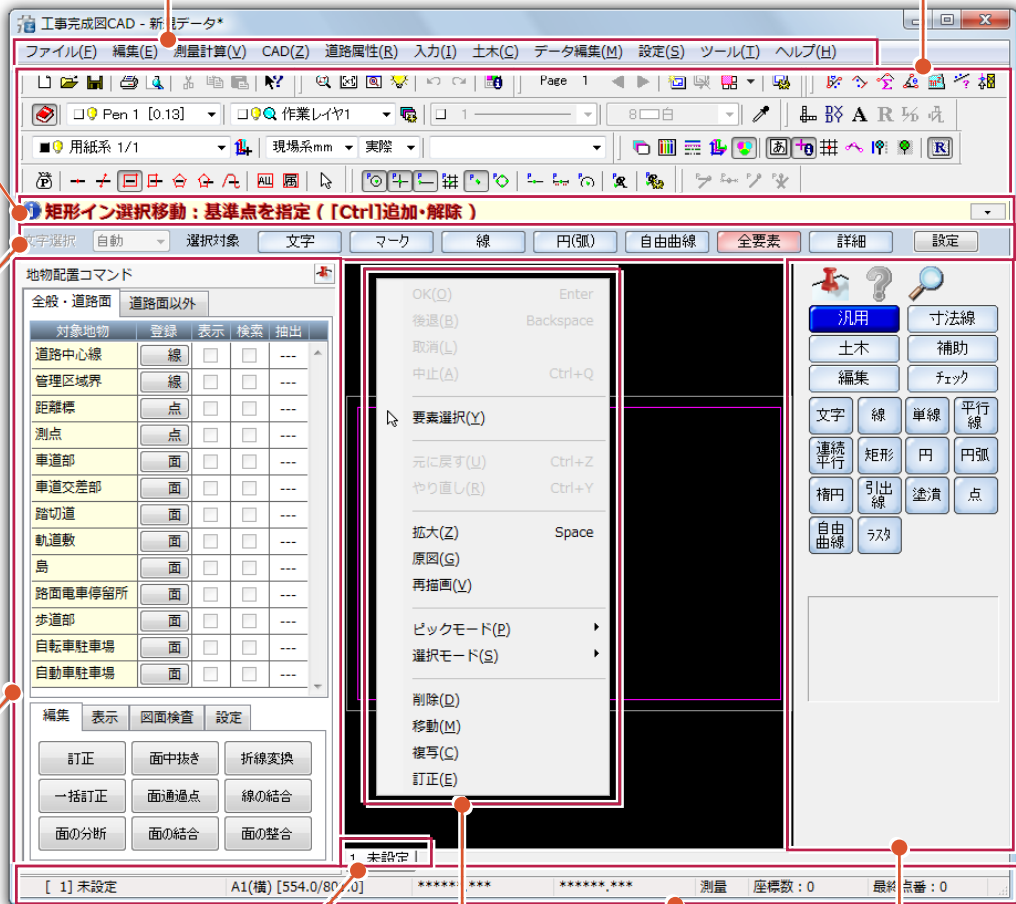 工事完成図CAD - 新規データ*
ファイル(F) 編集(E) 測量計算(V) CAD(Z) 道路属性(R) 入力(I) 土木(C) データ編集(M) 設定(S) ツール(T) ヘルプ(H)
Page 1
Pen 1 [0.13] 作業レイヤ1 1 8 白
用紙系 1/1 現場系mm 実際
矩形イン選択移動：基準点を指定 ( [Ctrl]追加・解除 )
文字選択 自動 選択対象 文字 マーク 線 円(弧) 自由曲線 全要素 詳細 設定
地物配置コマンド
全般・道路面 道路面以外
対象地物 登録 表示 検索 抽出
道路中心線 線 ---
管理区域界 線 ---
距離標 点 ---
測点 点 ---
車道部 面 ---
車道交差部 面 ---
踏切道 面 ---
軌道敷 面 ---
島 面 ---
路面電車停留所 面 ---
歩道部 面 ---
自転車駐車場 面 ---
自動車駐車場 面 ---
編集 表示 図面検査 設定
訂正 面中抜き 折線変換
一括訂正 面通過点 線の結合
面の分断 面の結合 面の整合
OK(O) Enter
後退(B) Backspace
取消(L)
中止(A) Ctrl+Q
要素選択(Y)
元に戻す(U) Ctrl+Z
やり直し(R) Ctrl+Y
拡大(Z) Space
原図(G)
再描画(V)
ピックモード(P)
選択モード(S)
削除(D)
移動(M)
複写(C)
訂正(E)
汎用 寸法線
土木 補助
編集 チェック
文字 線 単線 平行線
連続平行 矩形 円 円弧
楕円 引出線 塗潰 点
自由曲線 ラスタ
1 未設定
[ 1] 未設定 A1(横) ******.*** ******.*** 測量 座標数：0 最終点番：0